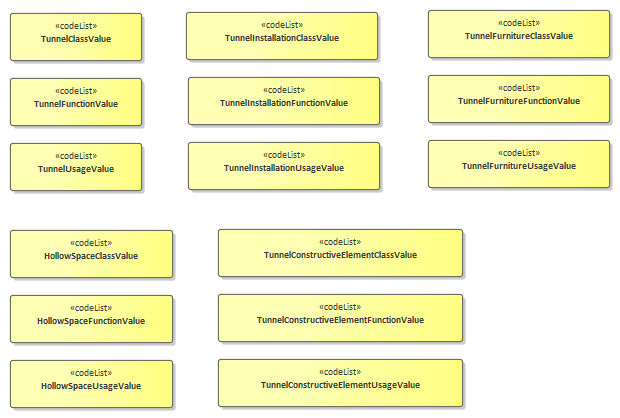 «codeList»
TunnelClassValue
«codeList»
TunnelInstallationClassValue
«codeList»
TunnelFurnitureClassValue
«codeList»
TunnelFunctionValue
«codeList»
TunnelInstallationFunctionValue
«codeList»
TunnelFurnitureFunctionValue
«codeList»
TunnelUsageValue
«codeList»
TunnelInstallationUsageValue
«codeList»
TunnelFurnitureUsageValue
«codeList»
HollowSpaceClassValue
«codeList»
TunnelConstructiveElementClassValue
«codeList»
HollowSpaceFunctionValue
«codeList»
TunnelConstructiveElementFunctionValue
«codeList»
HollowSpaceUsageValue
«codeList»
TunnelConstructiveElementUsageValue